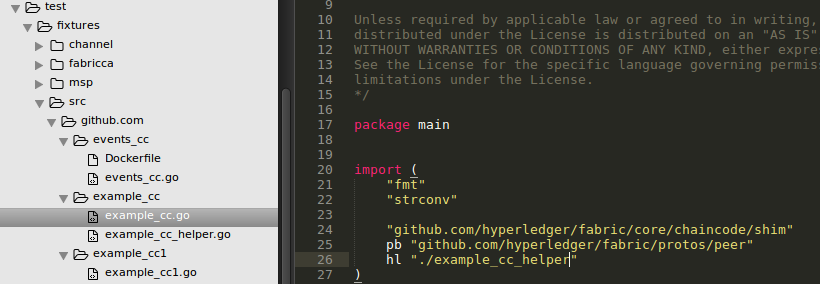 test
fixtures
channel
fabricca
msp
src
github.com
events_cc
Dockerfile
events_cc.go
example_cc
example_cc.go
example_cc_helper.go
example_cc1
example_cc1.go
9
10 Unless required by applicable law or agreed to in writing,
11 distributed under the License is distributed on an "AS IS"
12 WITHOUT WARRANTIES OR CONDITIONS OF ANY KIND, either expre
13 See the License for the specific language governing permis
14 limitations under the License.
15 */
16
17 package main
18
19
20 import (
21 "fmt"
22 "strconv"
23
24 "github.com/hyperledger/fabric/core/chaincode/shim"
25 pb "github.com/hyperledger/fabric/protos/peer"
26 hl "./example_cc_helper"
27 )